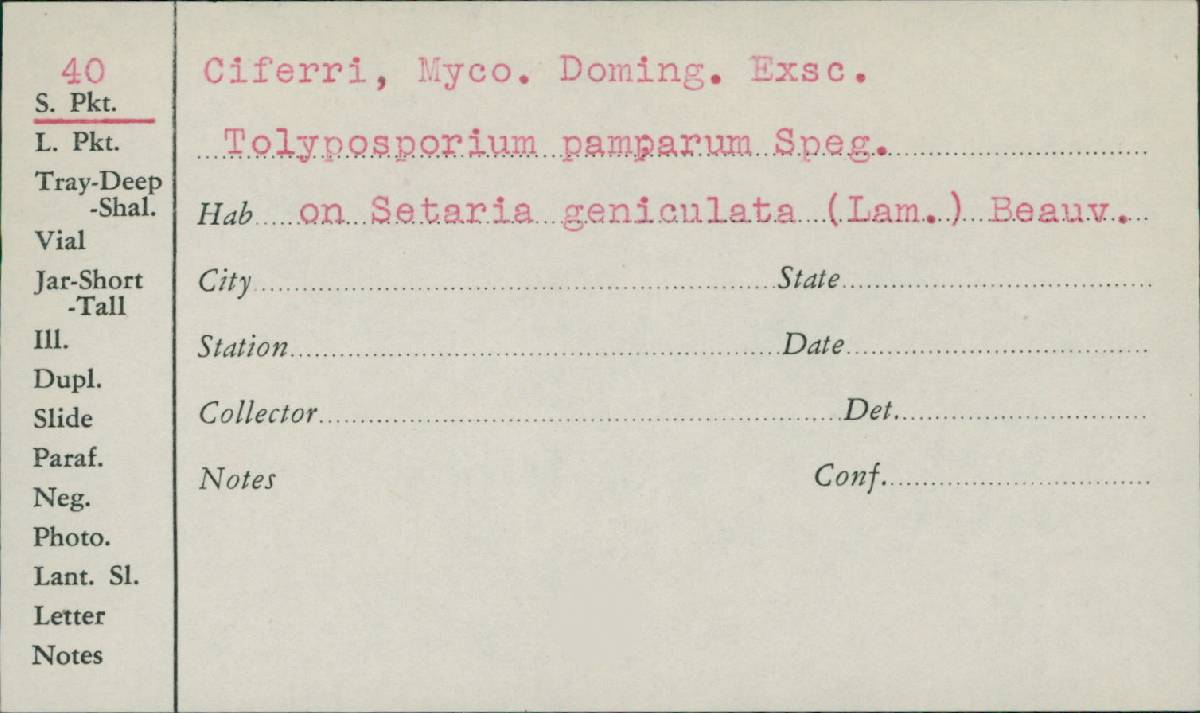 40
S. Pkt.
L. Pkt.
Tray-Deep
-Shal.
Vial
Jar-Short
-Tall
Ill.
Dupl.
Slide
Paraf.
Neg.
Photo.
Lant. Sl.
Letter
Notes
Ciferri, Myco. Doming. Exsc.
Tolyposporium pamparum Speg.
Hab on Setaria geniculata (Lam.) Beauv.
City State
Station Date
Collector Det.
Notes Conf.